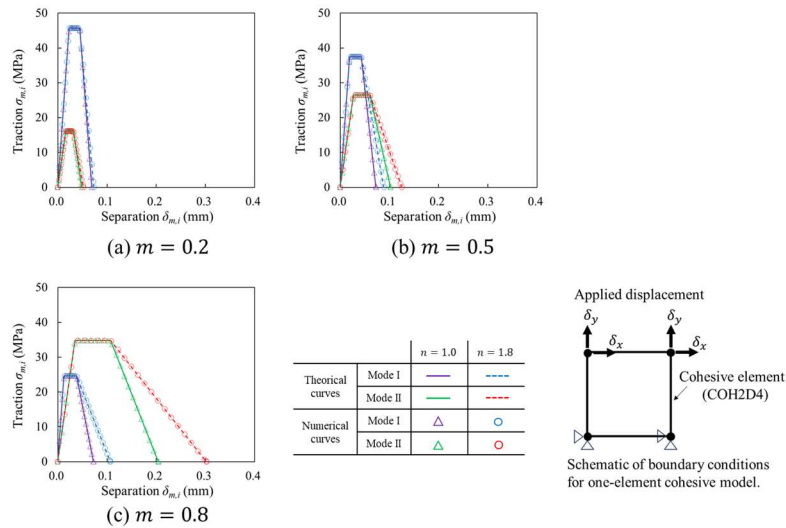 50
40
30
20
10
0
Traction σm,i (MPa)
0 0.1 0.2 0.3 0.4
Separation δm,i (mm)
(a) m = 0.2
50
40
30
20
10
0
Traction σm,i (MPa)
0 0.1 0.2 0.3 0.4
Separation δm,i (mm)
(b) m = 0.5
50
40
30
20
10
0
Traction σm,i (MPa)
0 0.1 0.2 0.3 0.4
Separation δm,i (mm)
(c) m = 0.8
n = 1.0 n = 1.8
Theorical curves
Mode I
Mode II
Numerical curves
Mode I
Mode II
Applied displacement
δy δy
δx δx
Cohesive element
(COH2D4)
Schematic of boundary conditions
for one-element cohesive model.